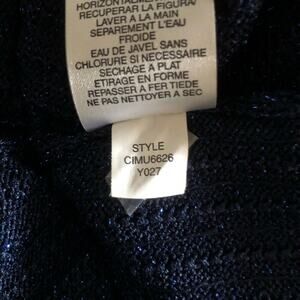 HORIZONTALME
RECUPERAR LA FIGURA/
LAVER A LA MAIN
SEPAREMENT L'EAU
FROIDE
EAU DE JAVEL SANS
CHLORURE SI NECESSAIRE
SECHAGE A PLAT
ETIRAGE EN FORME
REPASSER A FER TIEDE
NE PAS NETTOYER A SEC
STYLE
CIMU6626
Y027